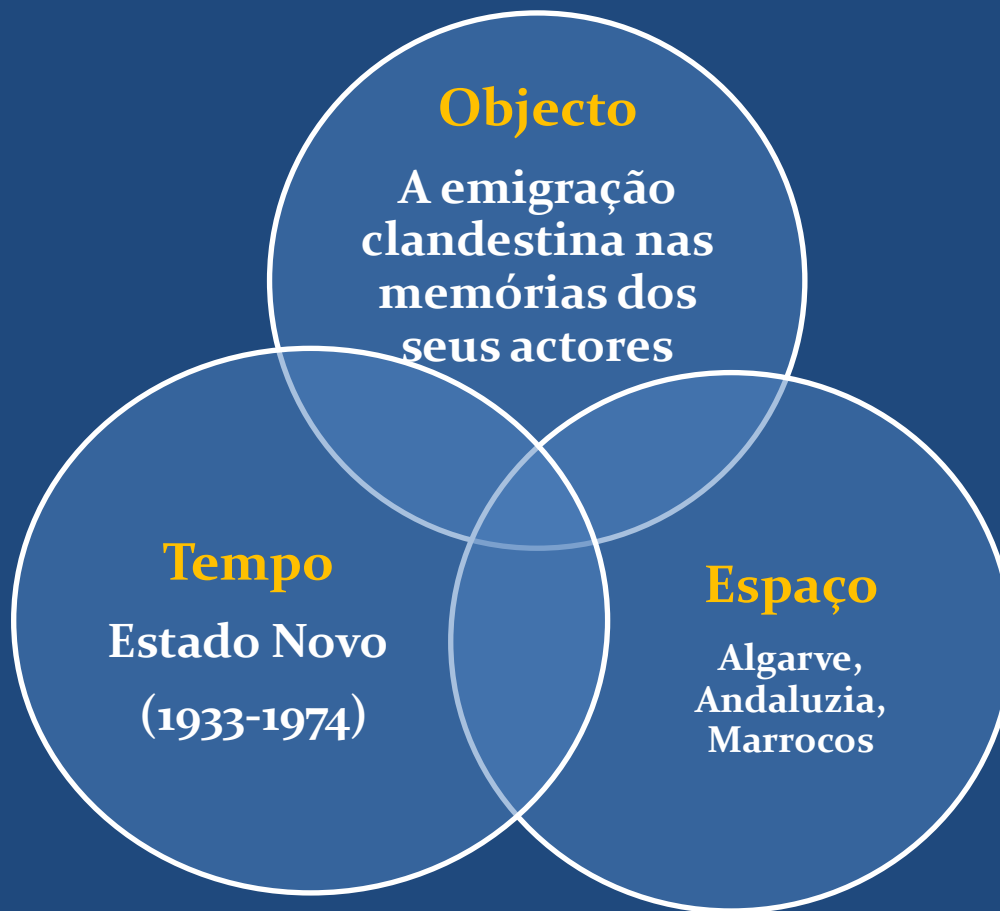 Objecto
A emigração
clandestina nas
memórias dos
seus actores
Tempo
Estado Novo
(1933-1974)
Espaço
Algarve,
Andaluzia,
Marrocos